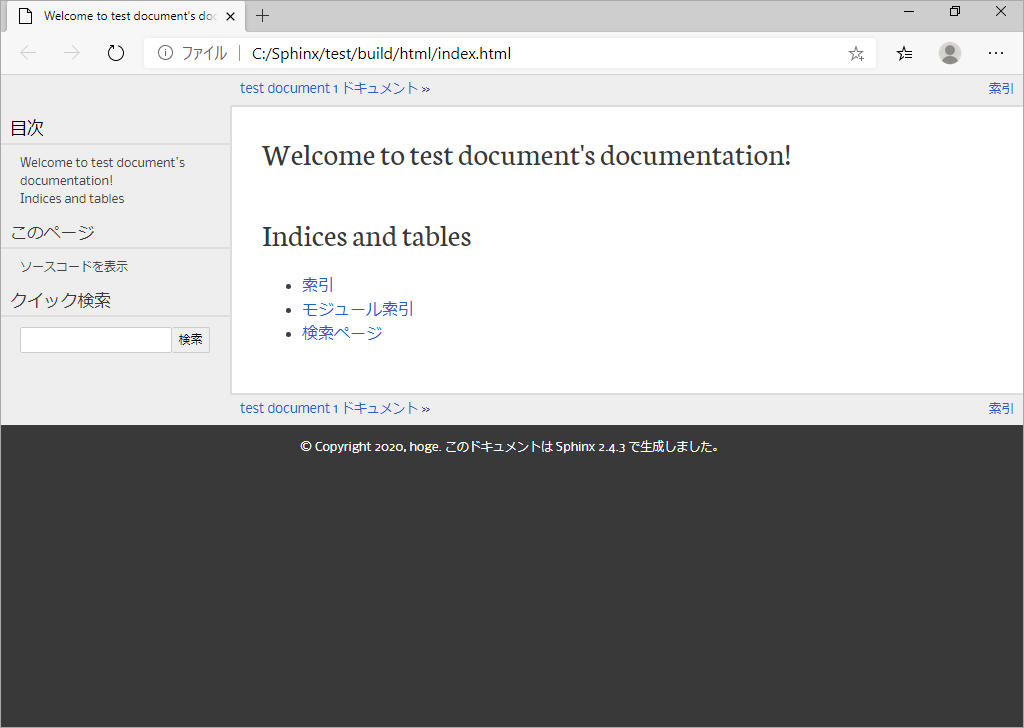 Welcome to test document's doc
ファイル C:/Sphinx/test/build/html/index.html
test document 1 ドキュメント » 索引
目次
Welcome to test document's
documentation!
Indices and tables
このページ
ソースコードを表示
クイック検索
検索
Welcome to test document's documentation!
Indices and tables
索引
モジュール索引
検索ページ
test document 1 ドキュメント » 索引
© Copyright 2020, hoge. このドキュメントは Sphinx 2.4.3 で生成しました。